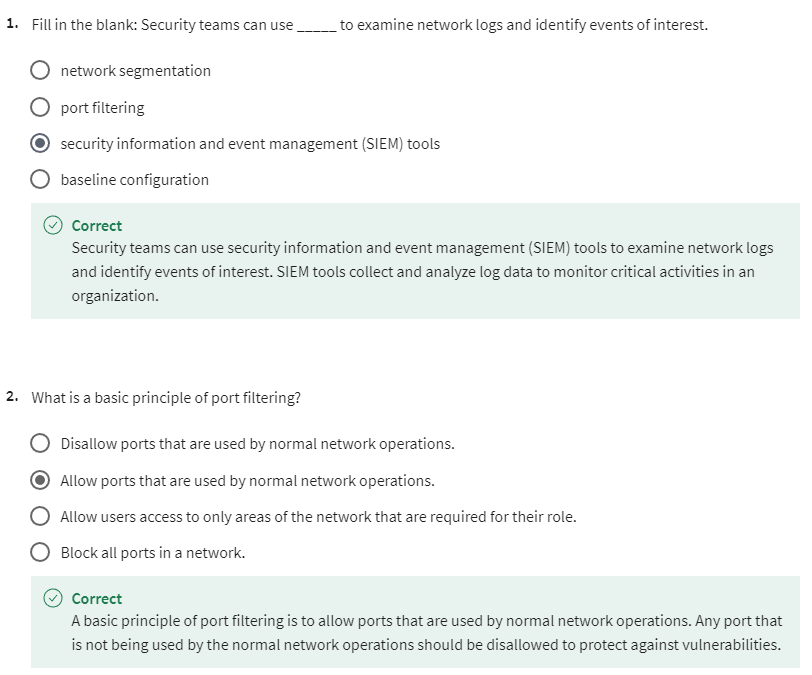 1. Fill in the blank: Security teams can use _____ to examine network logs and identify events of interest.
network segmentation
port filtering
security information and event management (SIEM) tools
baseline configuration
Correct
Security teams can use security information and event management (SIEM) tools to examine network logs
and identify events of interest. SIEM tools collect and analyze log data to monitor critical activities in an
organization.
2. What is a basic principle of port filtering?
Disallow ports that are used by normal network operations.
Allow ports that are used by normal network operations.
Allow users access to only areas of the network that are required for their role.
Block all ports in a network.
Correct
A basic principle of port filtering is to allow ports that are used by normal network operations. Any port that
is not being used by the normal network operations should be disallowed to protect against vulnerabilities.